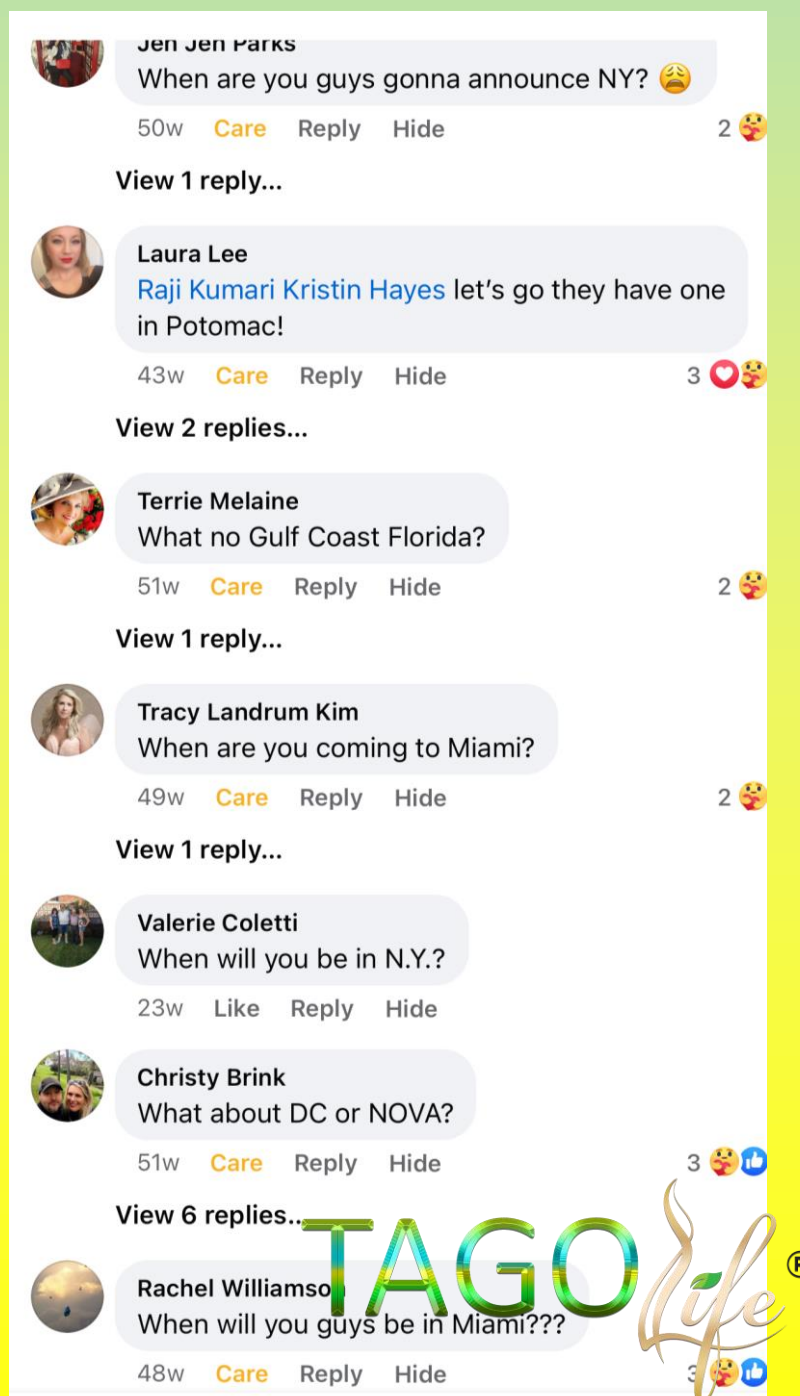 Jen Jen Parks
When are you guys gonna announce NY? 😩
50w Care Reply Hide 2
View 1 reply...
Laura Lee
Raji Kumari Kristin Hayes let's go they have one
in Potomac!
43w Care Reply Hide 3
View 2 replies...
Terrie Melaine
What no Gulf Coast Florida?
51w Care Reply Hide 2
View 1 reply...
Tracy Landrum Kim
When are you coming to Miami?
49w Care Reply Hide 2
View 1 reply...
Valerie Coletti
When will you be in N.Y.?
23w Like Reply Hide
Christy Brink
What about DC or NOVA?
51w Care Reply Hide 3
View 6 replies...
TAGO Life ®
Rachel Williamson
When will you guys be in Miami???
48w Care Reply Hide 3